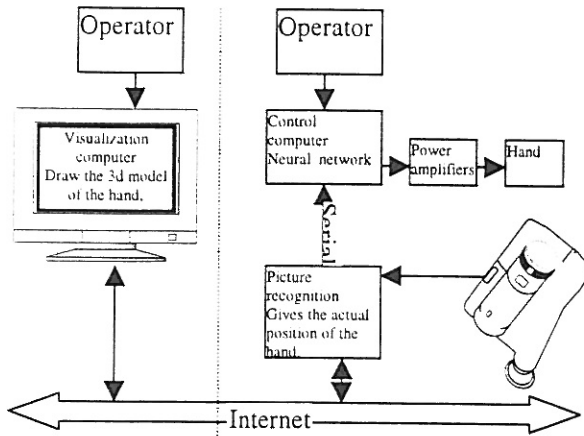 Operator
Visualization
computer
Draw the 3d model
of the hand.
Operator
Control
computer
Neural network
Power
amplifiers
Hand
Serial
Picture
recognition
Gives the actual
position of the
hand.
Internet